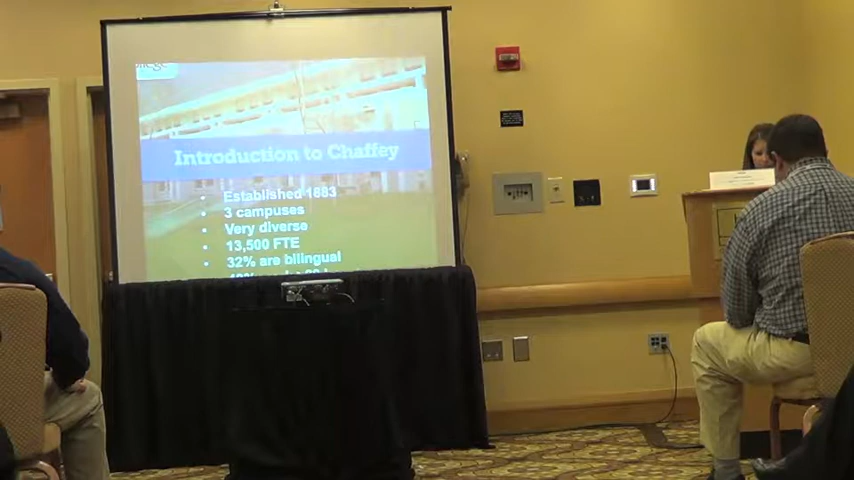 Introduction to Chaffey
• Established 1883
• 3 campuses
• Very diverse
• 13,500 FTE
• 32% are bilingual